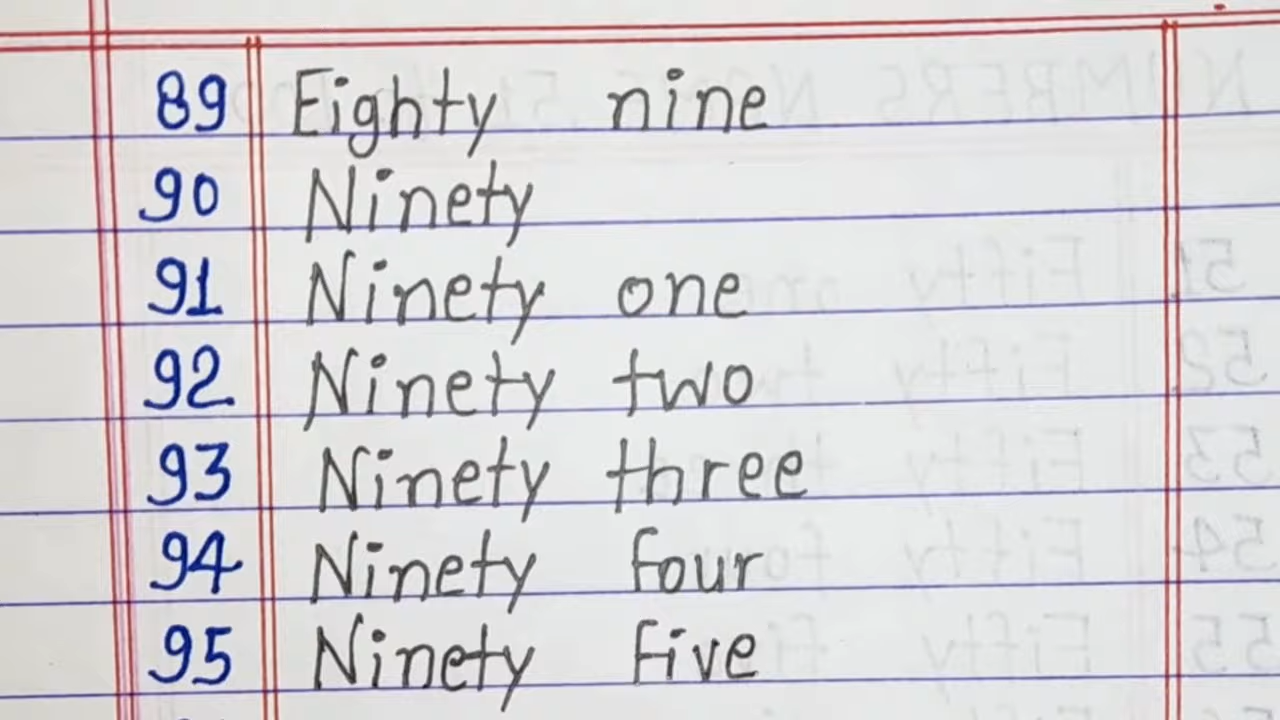 89 Eighty nine
90 Ninety
91 Ninety one
92 Ninety two
93 Ninety three
94 Ninety four
95 Ninety five